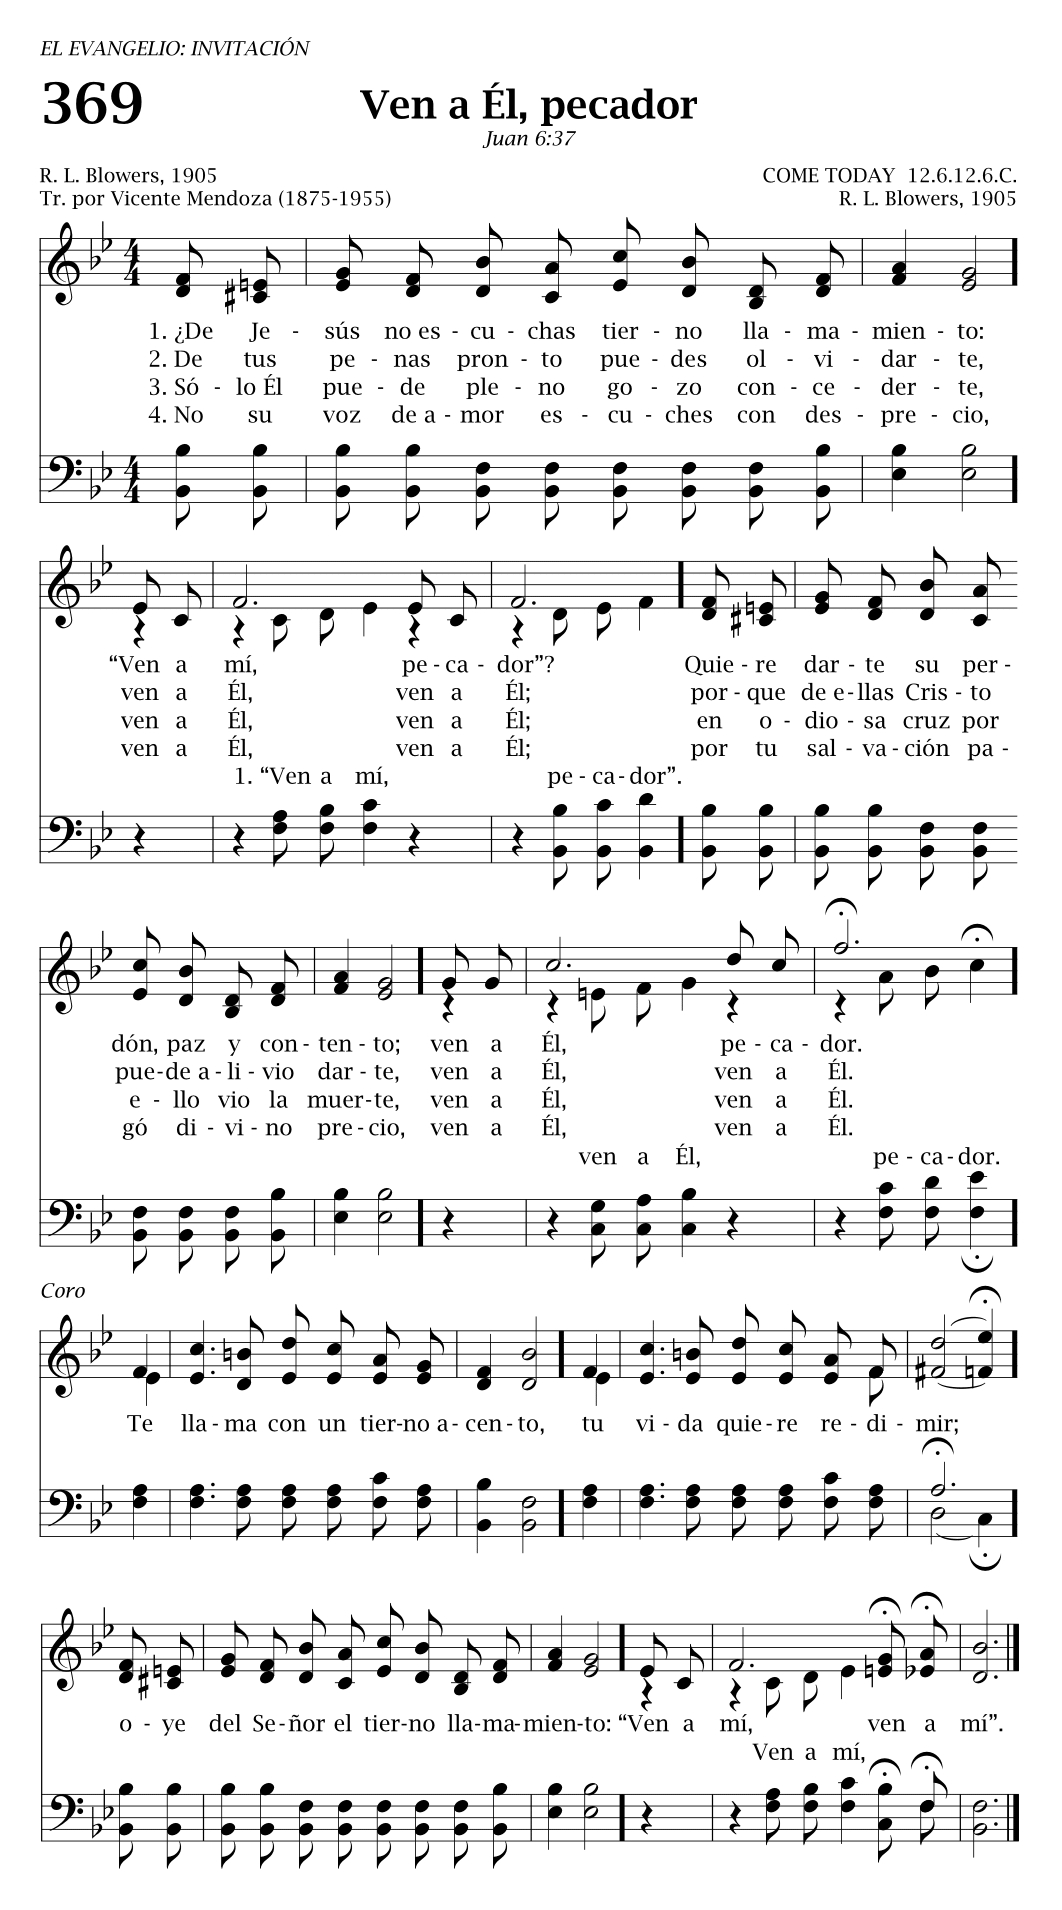 EL EVANGELIO: INVITACIÓN
369
Ven a Él, pecador
Juan 6:37
R. L. Blowers, 1905
COME TODAY  12.6.12.6.C.
Tr. por Vicente Mendoza (1875-1955)
R. L. Blowers, 1905
1. ¿De Je - sús no es - cu - chas tier - no lla - ma - mien - to:
2. De tus pe - nas pron - to pue - des ol - vi - dar - te,
3. Só - lo Él pue - de ple - no go - zo con - ce - der - te,
4. No su voz de a - mor es - cu - ches con des - pre - cio,
“Ven a mí, pe - ca - dor”? Quie - re dar - te su per -
ven a Él, ven a Él; por - que de e - llas Cris - to
ven a Él, ven a Él; en o - dio - sa cruz por
ven a Él, ven a Él; por tu sal - va - ción pa -
1. “Ven a mí, pe - ca - dor”.
dón, paz y con - ten - to; ven a Él, pe - ca - dor.
pue - de a - li - vio dar - te, ven a Él, ven a Él.
e - llo vio la muer - te, ven a Él, ven a Él.
gó di - vi - no pre - cio, ven a Él, ven a Él.
ven a Él, pe - ca - dor.
Coro
Te lla - ma con un tier - no a - cen - to, tu vi - da quie - re re - di - mir;
o - ye del Se - ñor el tier - no lla - ma - mien - to: “Ven a mí, ven a mí”.
Ven a mí,